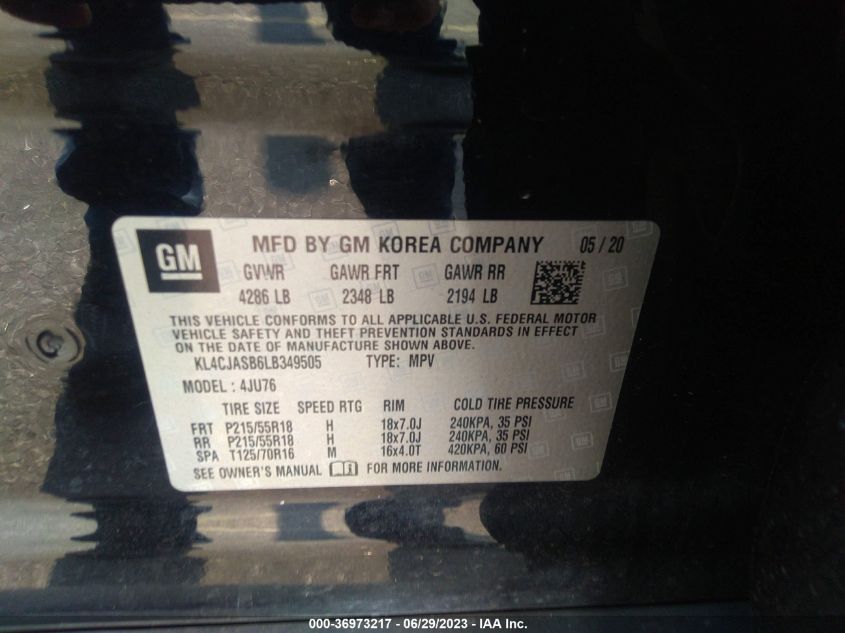 GM MFD BY GM KOREA COMPANY 05/20
GVWR GAWR FRT GAWR RR
4286 LB 2348 LB 2194 LB
THIS VEHICLE CONFORMS TO ALL APPLICABLE U.S. FEDERAL MOTOR
VEHICLE SAFETY AND THEFT PREVENTION STANDARDS IN EFFECT
ON THE DATE OF MANUFACTURE SHOWN ABOVE.
KL4CJASB6LB349505 TYPE: MPV
MODEL: 4JU76
TIRE SIZE SPEED RTG RIM COLD TIRE PRESSURE
FRT P215/55R18 H 18x7.0J 240KPA, 35 PSI
RR P215/55R18 H 18x7.0J 240KPA, 35 PSI
SPA T125/70R16 M 16x4.0T 420KPA, 60 PSI
SEE OWNER'S MANUAL FOR MORE INFORMATION.
000-36973217 - 06/29/2023 - IAA Inc.